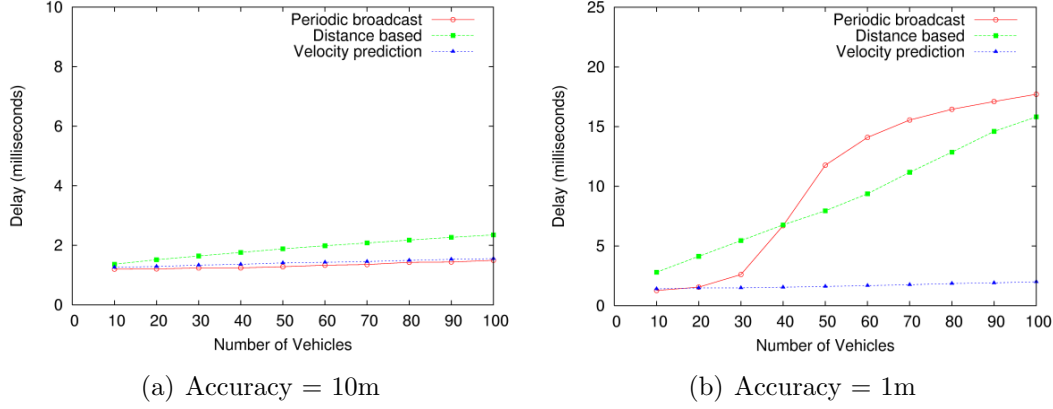 Periodic broadcast
Distance based
Velocity prediction
10
8
6
4
2
0
Delay (milliseconds)
0 10 20 30 40 50 60 70 80 90 100
Number of Vehicles
(a) Accuracy = 10m
Periodic broadcast
Distance based
Velocity prediction
25
20
15
10
5
0
Delay (milliseconds)
0 10 20 30 40 50 60 70 80 90 100
Number of Vehicles
(b) Accuracy = 1m